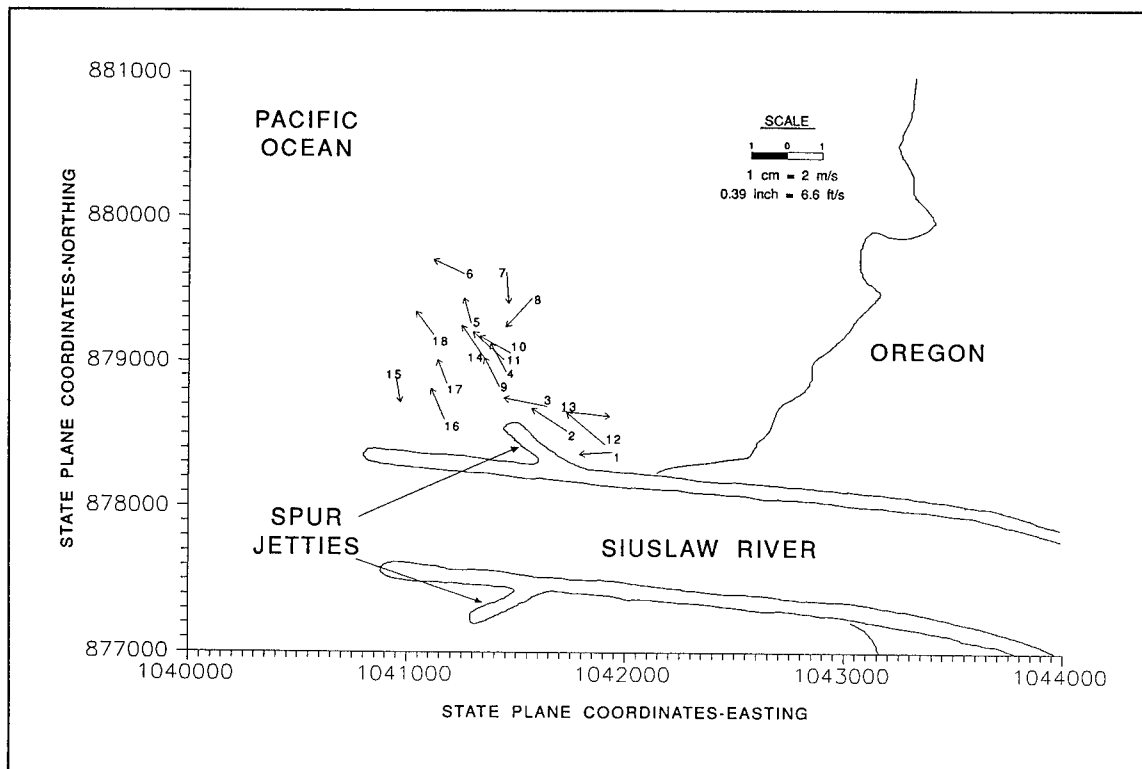 881000
880000
879000
878000
877000
STATE PLANE COORDINATES-NORTHING
PACIFIC
OCEAN
SCALE
1 0 1
1 cm = 2 m/s
0.39 inch = 6.6 ft/s
6
7
8
5
18
10
11
14
4
15
17
9
3
13
16
2
12
1
OREGON
SPUR
JETTIES
SIUSLAW RIVER
1040000 1041000 1042000 1043000 1044000
STATE PLANE COORDINATES-EASTING